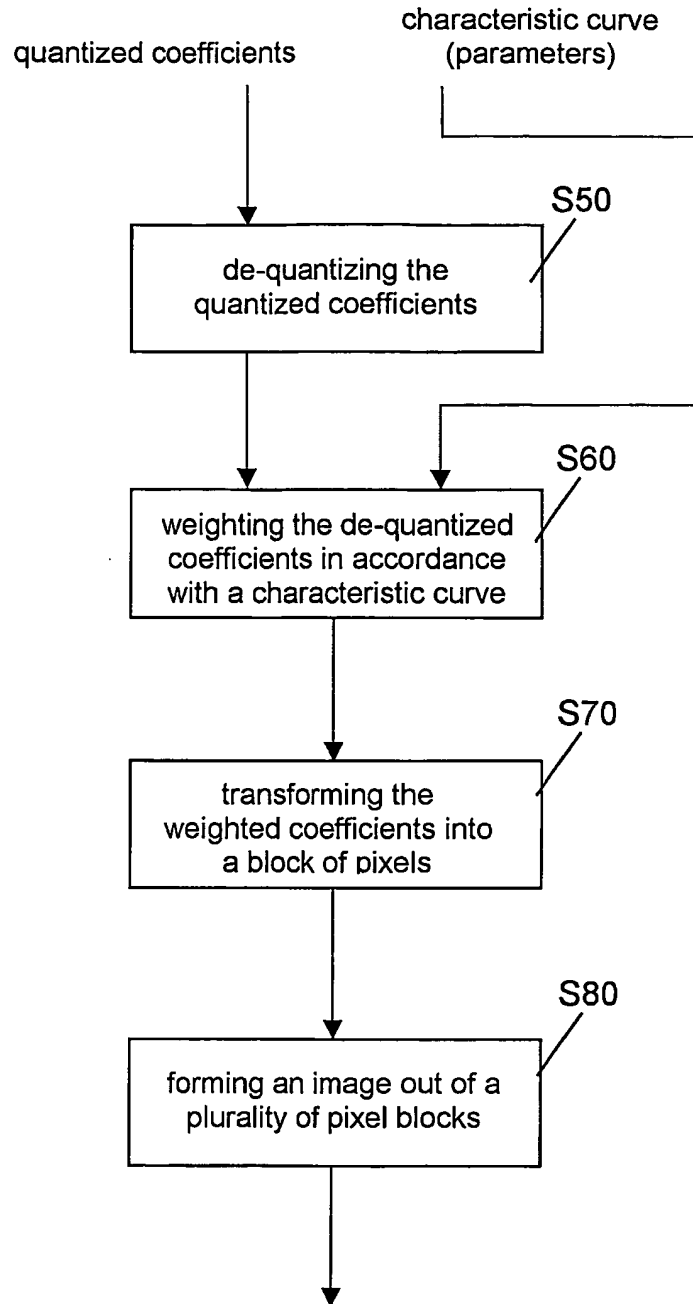 characteristic curve
quantized coefficients
(parameters)
S50
de-quantizing the
quantized coefficients
S60
weighting the de-quantized
coefficients in accordance
with a characteristic curve
S70
transforming the
weighted coefficients into
a block of pixels
S80
forming an image out of a
plurality of pixel blocks